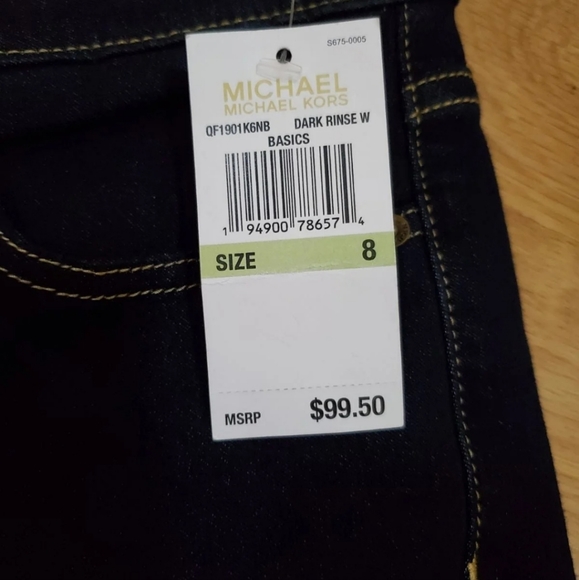 S675-0005
MICHAEL
MICHAEL KORS
QF1901K6NB DARK RINSE W
BASICS
1 94900 78657 4
SIZE 8
MSRP $99.50